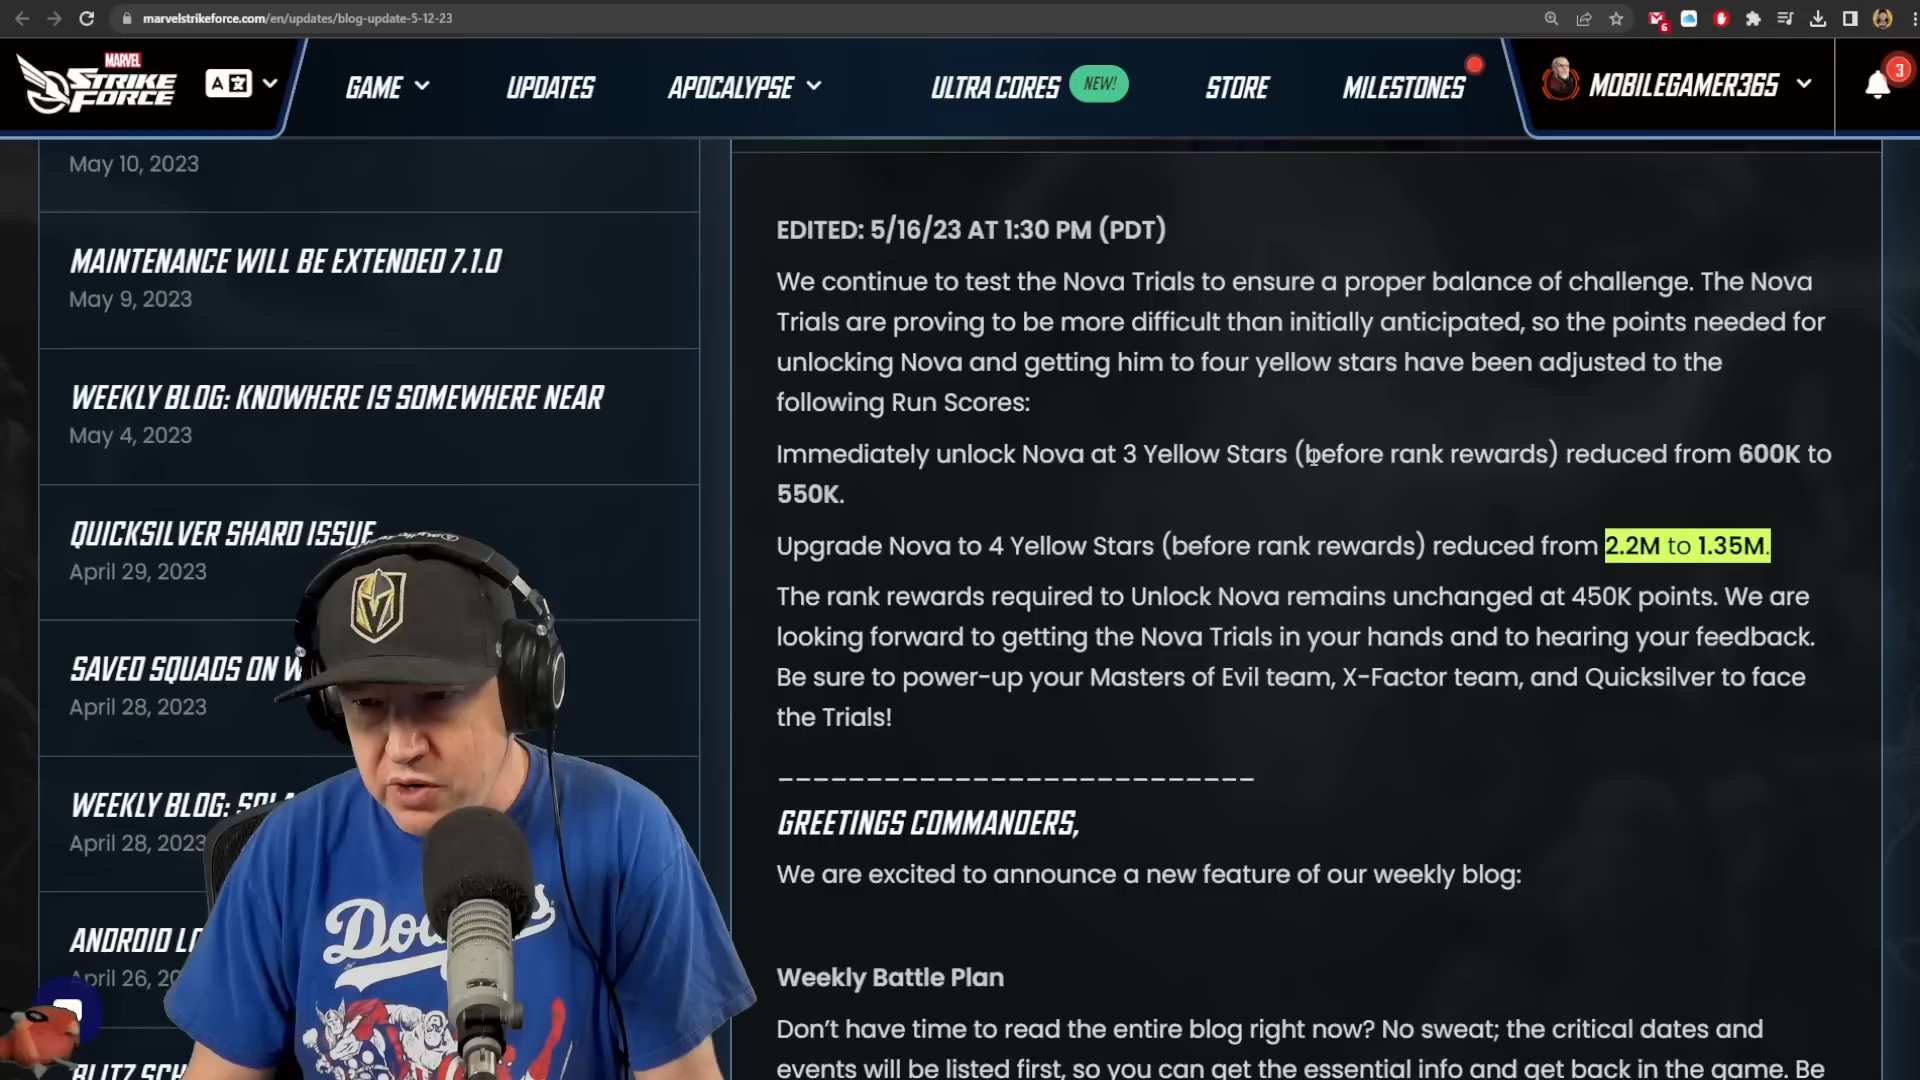 marvelstrikeforce.com/en/updates/blog-update-5-12-23
6
MARVEL
STRIKE
FORCE
GAME
UPDATES
APOCALYPSE
ULTRA CORES
NEW!
STORE
MILESTONES
MOBILEGAMER365
3
May 10, 2023
MAINTENANCE WILL BE EXTENDED 7.1.0
May 9, 2023
WEEKLY BLOG: KNOWHERE IS SOMEWHERE NEAR
May 4, 2023
QUICKSILVER SHARD ISSUE
April 29, 2023
SAVED SQUADS ON
April 28, 2023
WEEKLY BLOG:
April 28, 2023
ANDROID
April 26,
BLITZ
EDITED: 5/16/23 AT 1:30 PM (PDT)
We continue to test the Nova Trials to ensure a proper balance of challenge. The Nova
Trials are proving to be more difficult than initially anticipated, so the points needed for
unlocking Nova and getting him to four yellow stars have been adjusted to the
following Run Scores:
Immediately unlock Nova at 3 Yellow Stars (before rank rewards) reduced from 600K to
550K.
Upgrade Nova to 4 Yellow Stars (before rank rewards) reduced from 2.2M to 1.35M.
The rank rewards required to Unlock Nova remains unchanged at 450K points. We are
looking forward to getting the Nova Trials in your hands and to hearing your feedback.
Be sure to power-up your Masters of Evil team, X-Factor team, and Quicksilver to face
the Trials!
___________________________
GREETINGS COMMANDERS,
We are excited to announce a new feature of our weekly blog:
Weekly Battle Plan
Don't have time to read the entire blog right now? No sweat; the critical dates and
events will be listed first, so you can get the essential info and get back in the game. Be